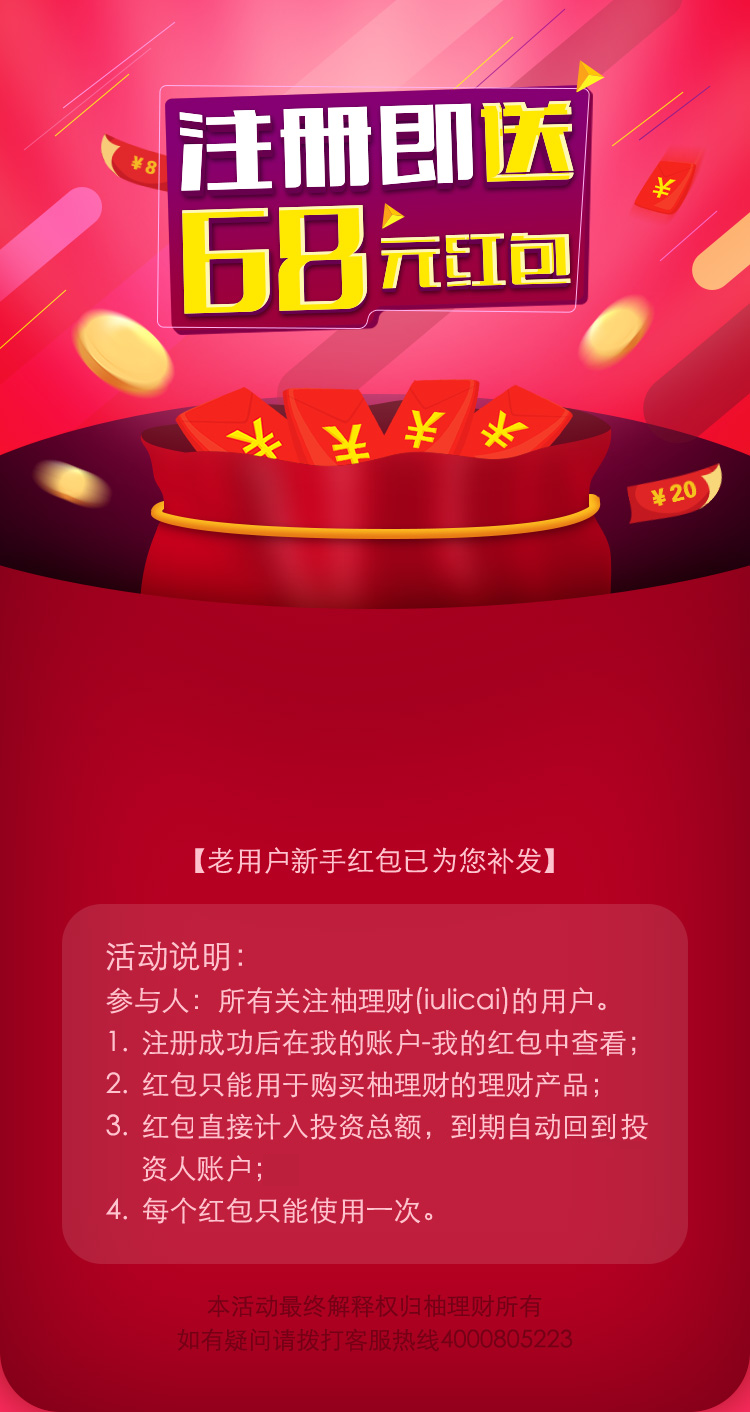 注册即送
68元红包
¥8
¥
¥ ¥ ¥ ¥
¥20
【老用户新手红包已为您补发】
活动说明：
参与人：所有关注柚理财(iulicai)的用户。
1. 注册成功后在我的账户-我的红包中查看；
2. 红包只能用于购买柚理财的理财产品；
3. 红包直接计入投资总额，到期自动回到投
资人账户；
4. 每个红包只能使用一次。
本活动最终解释权归柚理财所有
如有疑问请拨打客服热线4000805223